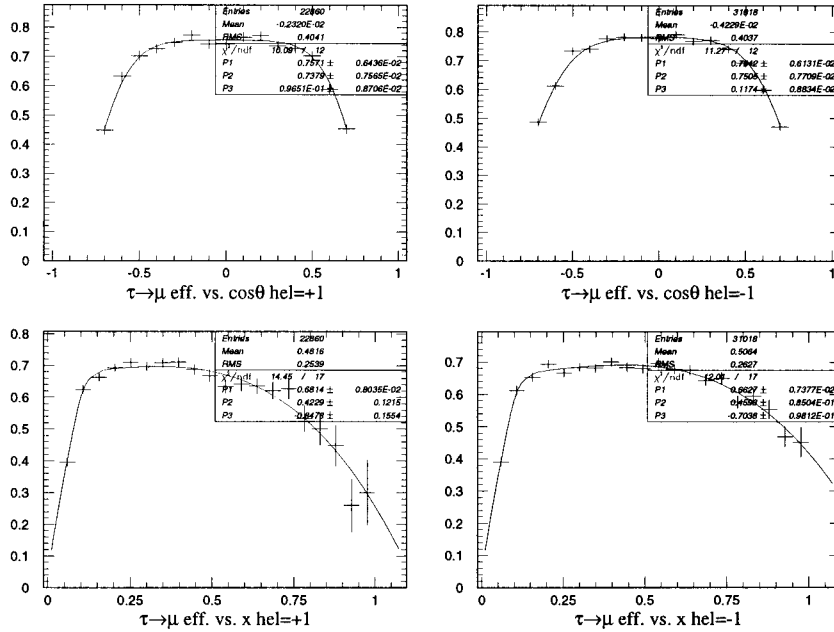 Entries 22860
Mean -0.2320E-02
RMS 0.4041
χ²/ndf 10.09 / 12
P1 0.7571 ± 0.6436E-02
P2 0.7379 ± 0.7565E-02
P3 0.9651E-01 ± 0.8706E-02
0.8
0.7
0.6
0.5
0.4
0.3
0.2
0.1
0
-1 -0.5 0 0.5 1
τ→μ eff. vs. cosθ hel=+1
Entries 31018
Mean -0.4229E-02
RMS 0.4037
χ²/ndf 11.27 / 12
P1 0.7842 ± 0.6131E-02
P2 0.7505 ± 0.7709E-02
P3 0.1174 ± 0.8834E-02
0.8
0.7
0.6
0.5
0.4
0.3
0.2
0.1
0
-1 -0.5 0 0.5 1
τ→μ eff. vs. cosθ hel=-1
Entries 22860
Mean 0.4816
RMS 0.2539
χ²/ndf 14.45 / 17
P1 0.6814 ± 0.8035E-02
P2 0.4229 ± 0.1215
P3 -0.8478 ± 0.1554
0.8
0.7
0.6
0.5
0.4
0.3
0.2
0.1
0
0 0.25 0.5 0.75 1
τ→μ eff. vs. x hel=+1
Entries 31018
Mean 0.5064
RMS 0.2627
χ²/ndf 12.01 / 17
P1 0.6627 ± 0.7377E-02
P2 0.4598 ± 0.8504E-01
P3 -0.7038 ± 0.9812E-01
0.8
0.7
0.6
0.5
0.4
0.3
0.2
0.1
0
0 0.25 0.5 0.75 1
τ→μ eff. vs. x hel=-1